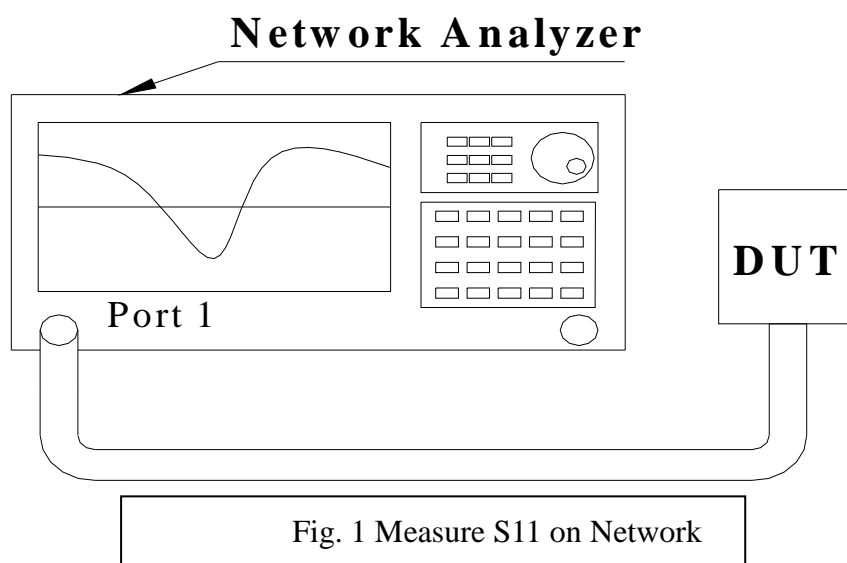 Network Analyzer
Port 1
DUT
Fig. 1 Measure S11 on Network